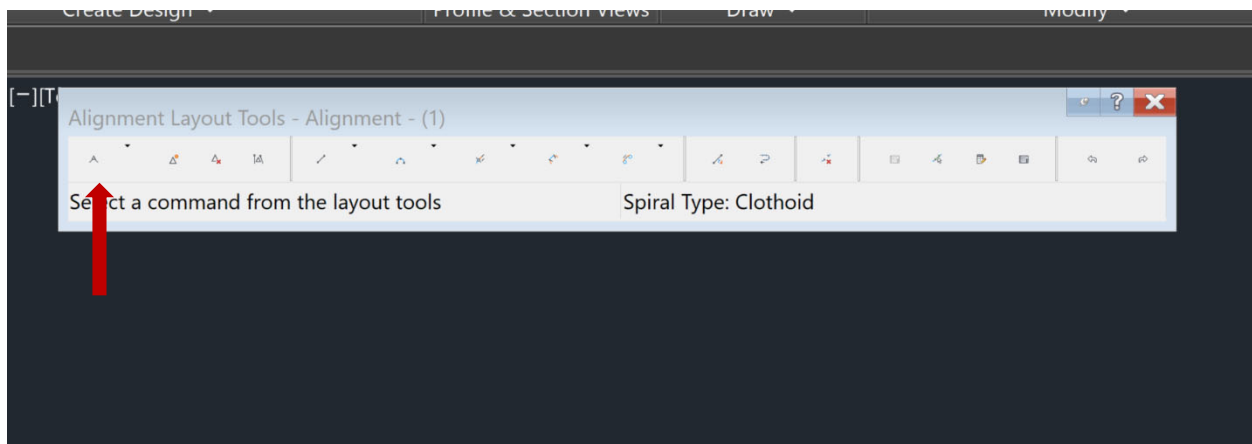 Create Design Profile & Section Views Draw Modify
[−][T
Alignment Layout Tools - Alignment - (1)
Select a command from the layout tools Spiral Type: Clothoid